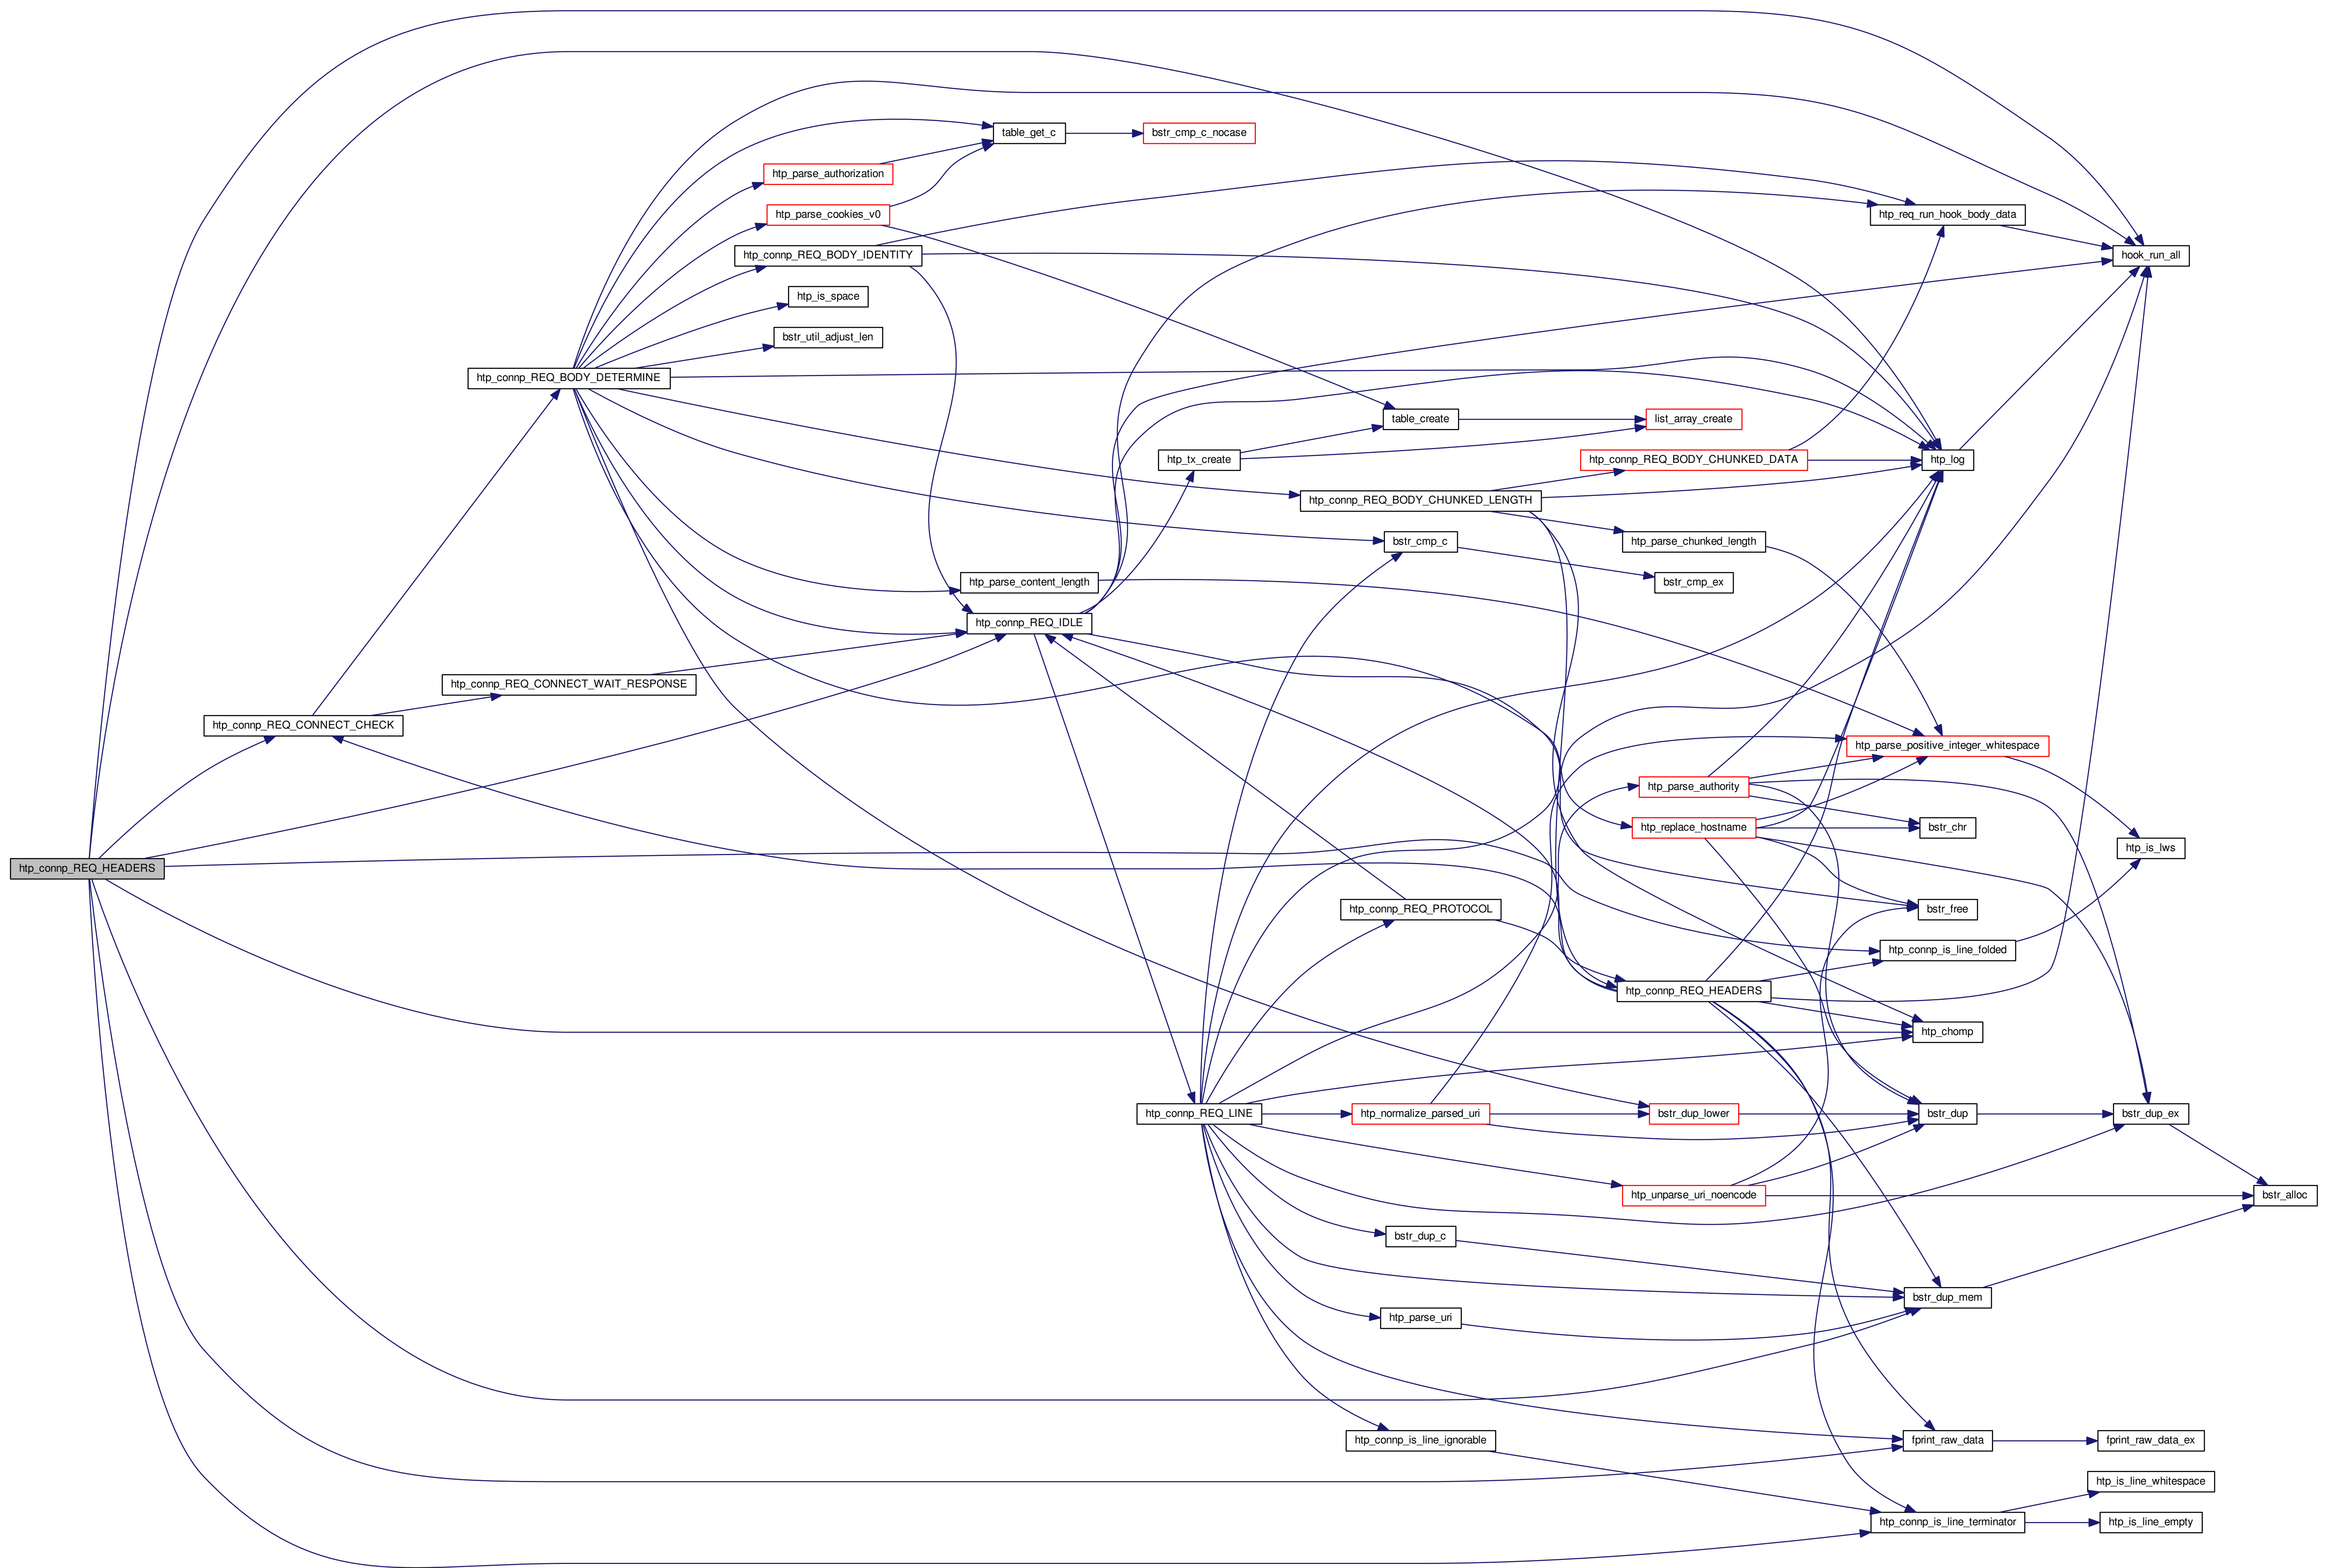 table_get_c
bstr_cmp_c_nocase
htp_parse_authorization
htp_parse_cookies_v0
htp_req_run_hook_body_data
htp_connp_REQ_BODY_IDENTITY
hook_run_all
htp_is_space
bstr_util_adjust_len
htp_connp_REQ_BODY_DETERMINE
table_create
list_array_create
htp_tx_create
htp_connp_REQ_BODY_CHUNKED_DATA
htp_log
htp_connp_REQ_BODY_CHUNKED_LENGTH
bstr_cmp_c
htp_parse_chunked_length
htp_parse_content_length
bstr_cmp_ex
htp_connp_REQ_IDLE
htp_connp_REQ_CONNECT_WAIT_RESPONSE
htp_connp_REQ_CONNECT_CHECK
htp_parse_positive_integer_whitespace
htp_parse_authority
htp_replace_hostname
bstr_chr
htp_is_lws
htp_connp_REQ_HEADERS
htp_connp_REQ_PROTOCOL
bstr_free
htp_connp_is_line_folded
htp_connp_REQ_HEADERS
htp_chomp
htp_connp_REQ_LINE
htp_normalize_parsed_uri
bstr_dup_lower
bstr_dup
bstr_dup_ex
htp_unparse_uri_noencode
bstr_alloc
bstr_dup_c
bstr_dup_mem
htp_parse_uri
htp_connp_is_line_ignorable
fprint_raw_data
fprint_raw_data_ex
htp_is_line_whitespace
htp_connp_is_line_terminator
htp_is_line_empty